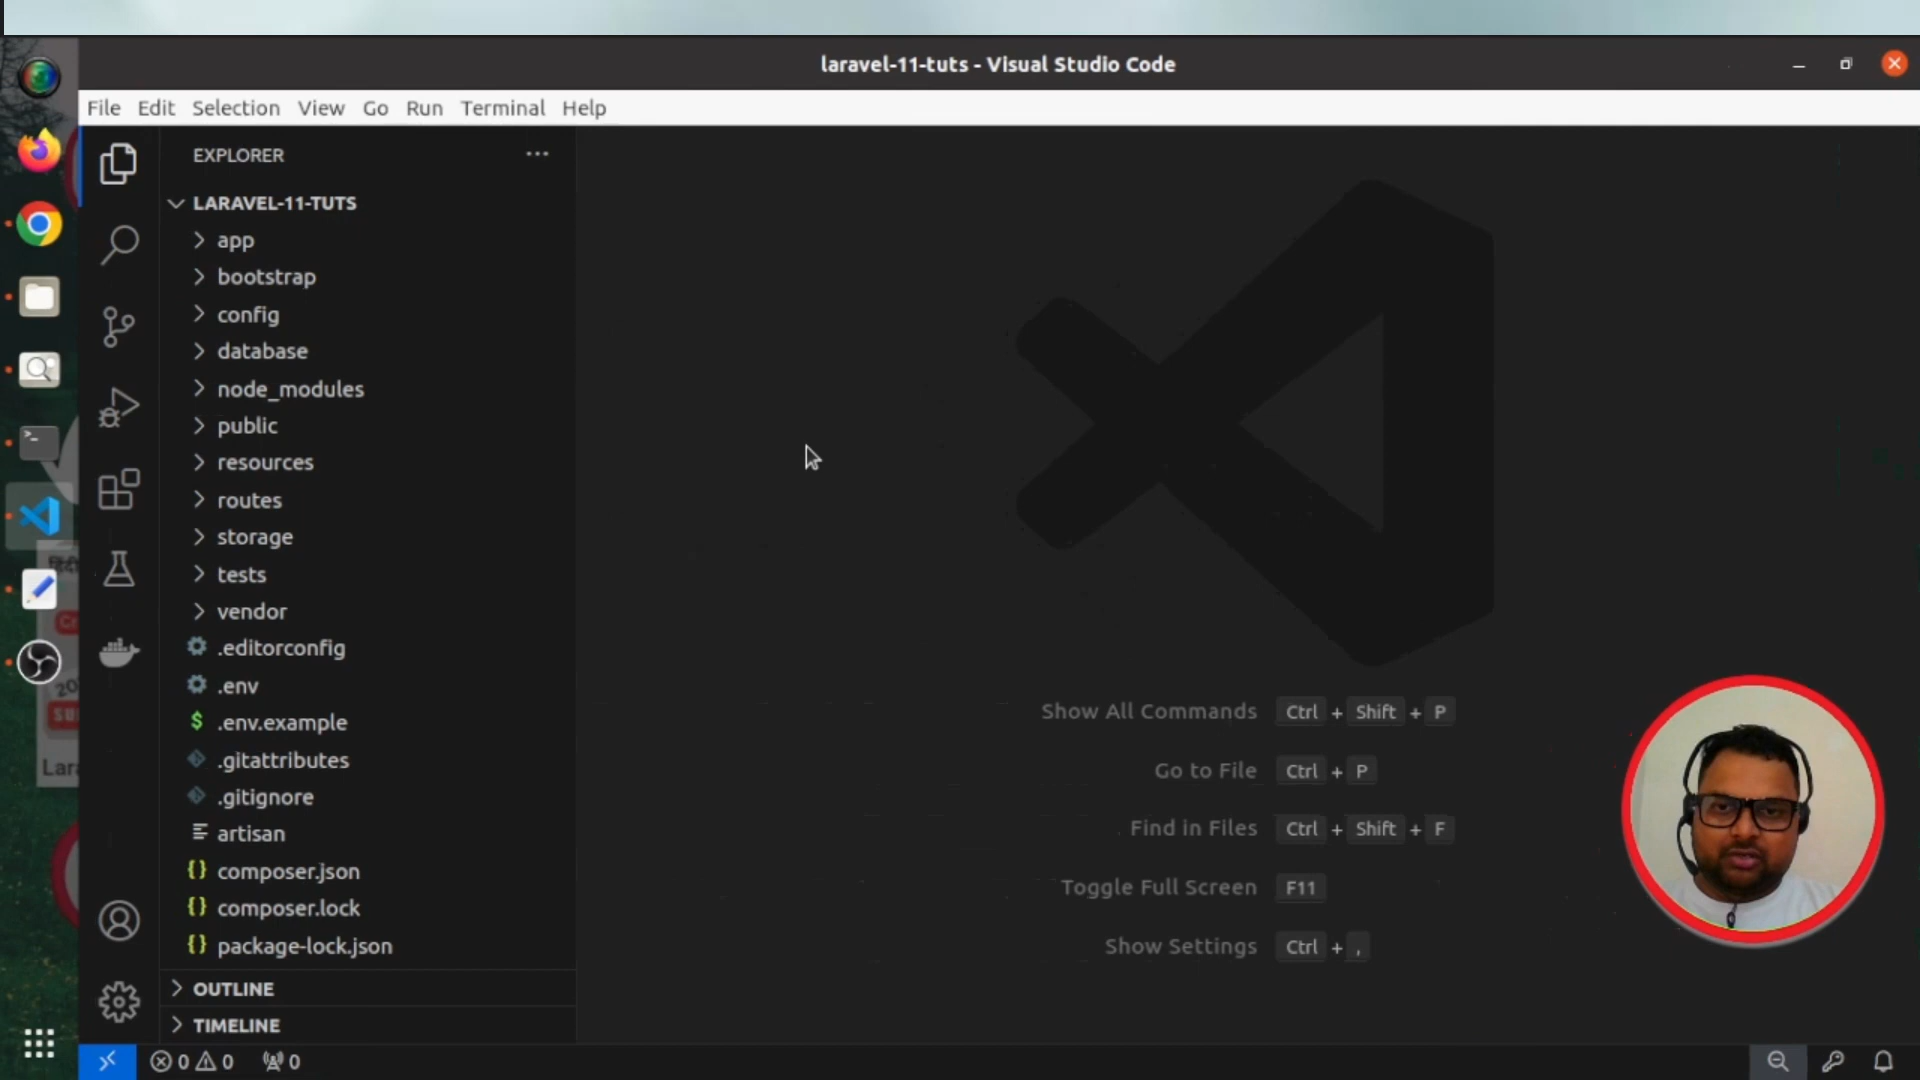 laravel-11-tuts - Visual Studio Code
File Edit Selection View Go Run Terminal Help
EXPLORER
LARAVEL-11-TUTS
app
bootstrap
config
database
node_modules
public
resources
routes
storage
tests
vendor
.editorconfig
.env
$ .env.example
.gitattributes
.gitignore
artisan
{} composer.json
{} composer.lock
{} package-lock.json
OUTLINE
TIMELINE
Show All Commands Ctrl + Shift + P
Go to File Ctrl + P
Find in Files Ctrl + Shift + F
Toggle Full Screen F11
Show Settings Ctrl + ,
0 0 0